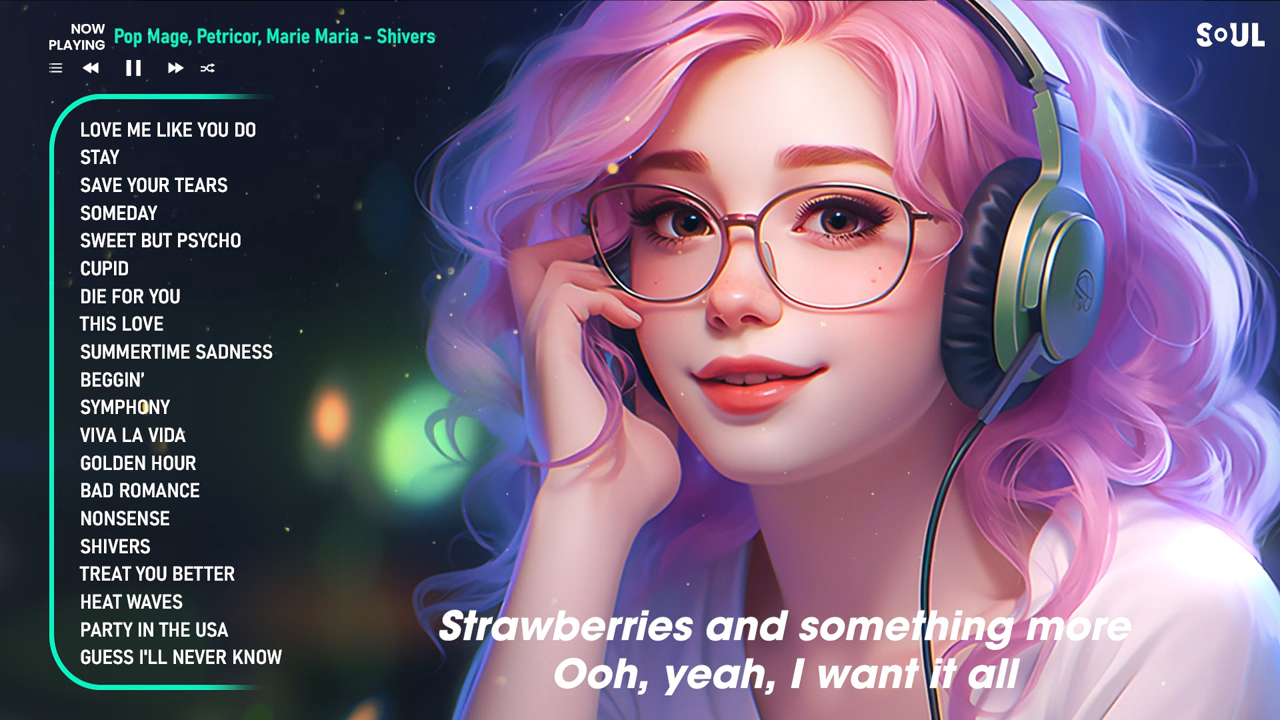 NOW
PLAYING
Pop Mage, Petricor, Marie Maria - Shivers
SOUL
LOVE ME LIKE YOU DO
STAY
SAVE YOUR TEARS
SOMEDAY
SWEET BUT PSYCHO
CUPID
DIE FOR YOU
THIS LOVE
SUMMERTIME SADNESS
BEGGIN'
SYMPHONY
VIVA LA VIDA
GOLDEN HOUR
BAD ROMANCE
NONSENSE
SHIVERS
TREAT YOU BETTER
HEAT WAVES
PARTY IN THE USA
GUESS I'LL NEVER KNOW
Strawberries and something more
Ooh, yeah, I want it all